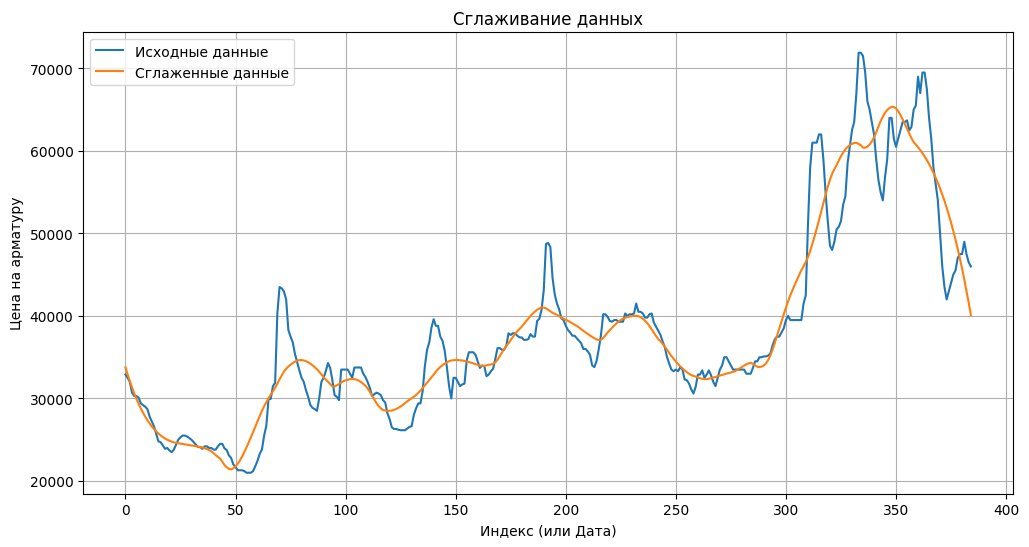 Сглаживание данных
Исходные данные
Сглаженные данные
Цена на арматуру
70000
60000
50000
40000
30000
20000
0 50 100 150 200 250 300 350 400
Индекс (или Дата)